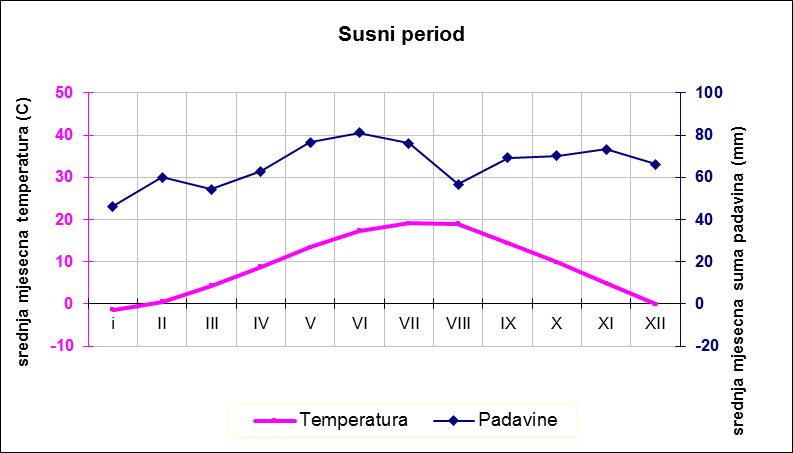 Susni period
srednja mjesecna temperatura (C)
50
40
30
20
10
0
-10
100
80
60
40
20
0
-20
srednja mjesecna suma padavina (mm)
i II III IV V VI VII VIII IX X XI XII
Temperatura Padavine